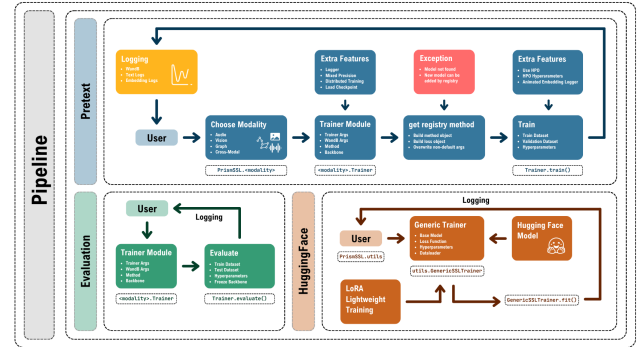 Pipeline
Pretext
Logging
WandB
Text Logs
Embedding Logs
Extra Features
Logger
Mixed Precision
Distributed Training
Load Checkpoint
Exception
Model not found
New model can be
added by registry
Extra Features
Use HPO
HPO Hyperparameters
Animated Embedding Logger
User
Choose Modality
Audio
Vision
Graph
Cross-Modal
Trainer Module
Trainer Args
WandB Args
Method
Backbone
get registry method
Build method object
Build loss object
Overwrite non-default args
Train
Train Dataset
Validation Dataset
Hyperparameters
PrismSSL.<modality>
<modality>.Trainer
Trainer.train()
Evaluation
User
Logging
Trainer Module
Trainer Args
WandB Args
Method
Backbone
Evaluate
Train Dataset
Test Dataset
Hyperparameters
Freeze Backbone
<modality>.Trainer
Trainer.evaluate()
HuggingFace
Logging
User
PrismSSL.utils
Generic Trainer
Base Model
Loss Function
Hyperparameters
Dataloader
utils.GenericSSLTrainer
Hugging Face
Model
LoRA
Lightweight
Training
GenericSSLTrainer.fit()